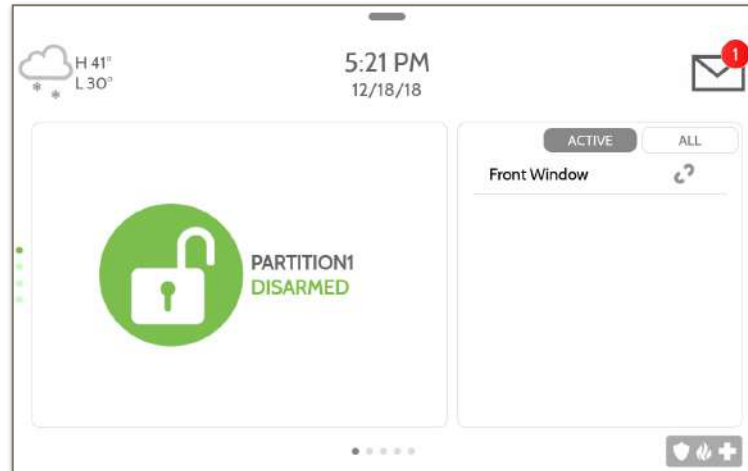 H 41°
L 30°
5:21 PM
12/18/18
1
ACTIVE
ALL
Front Window
PARTITION1
DISARMED